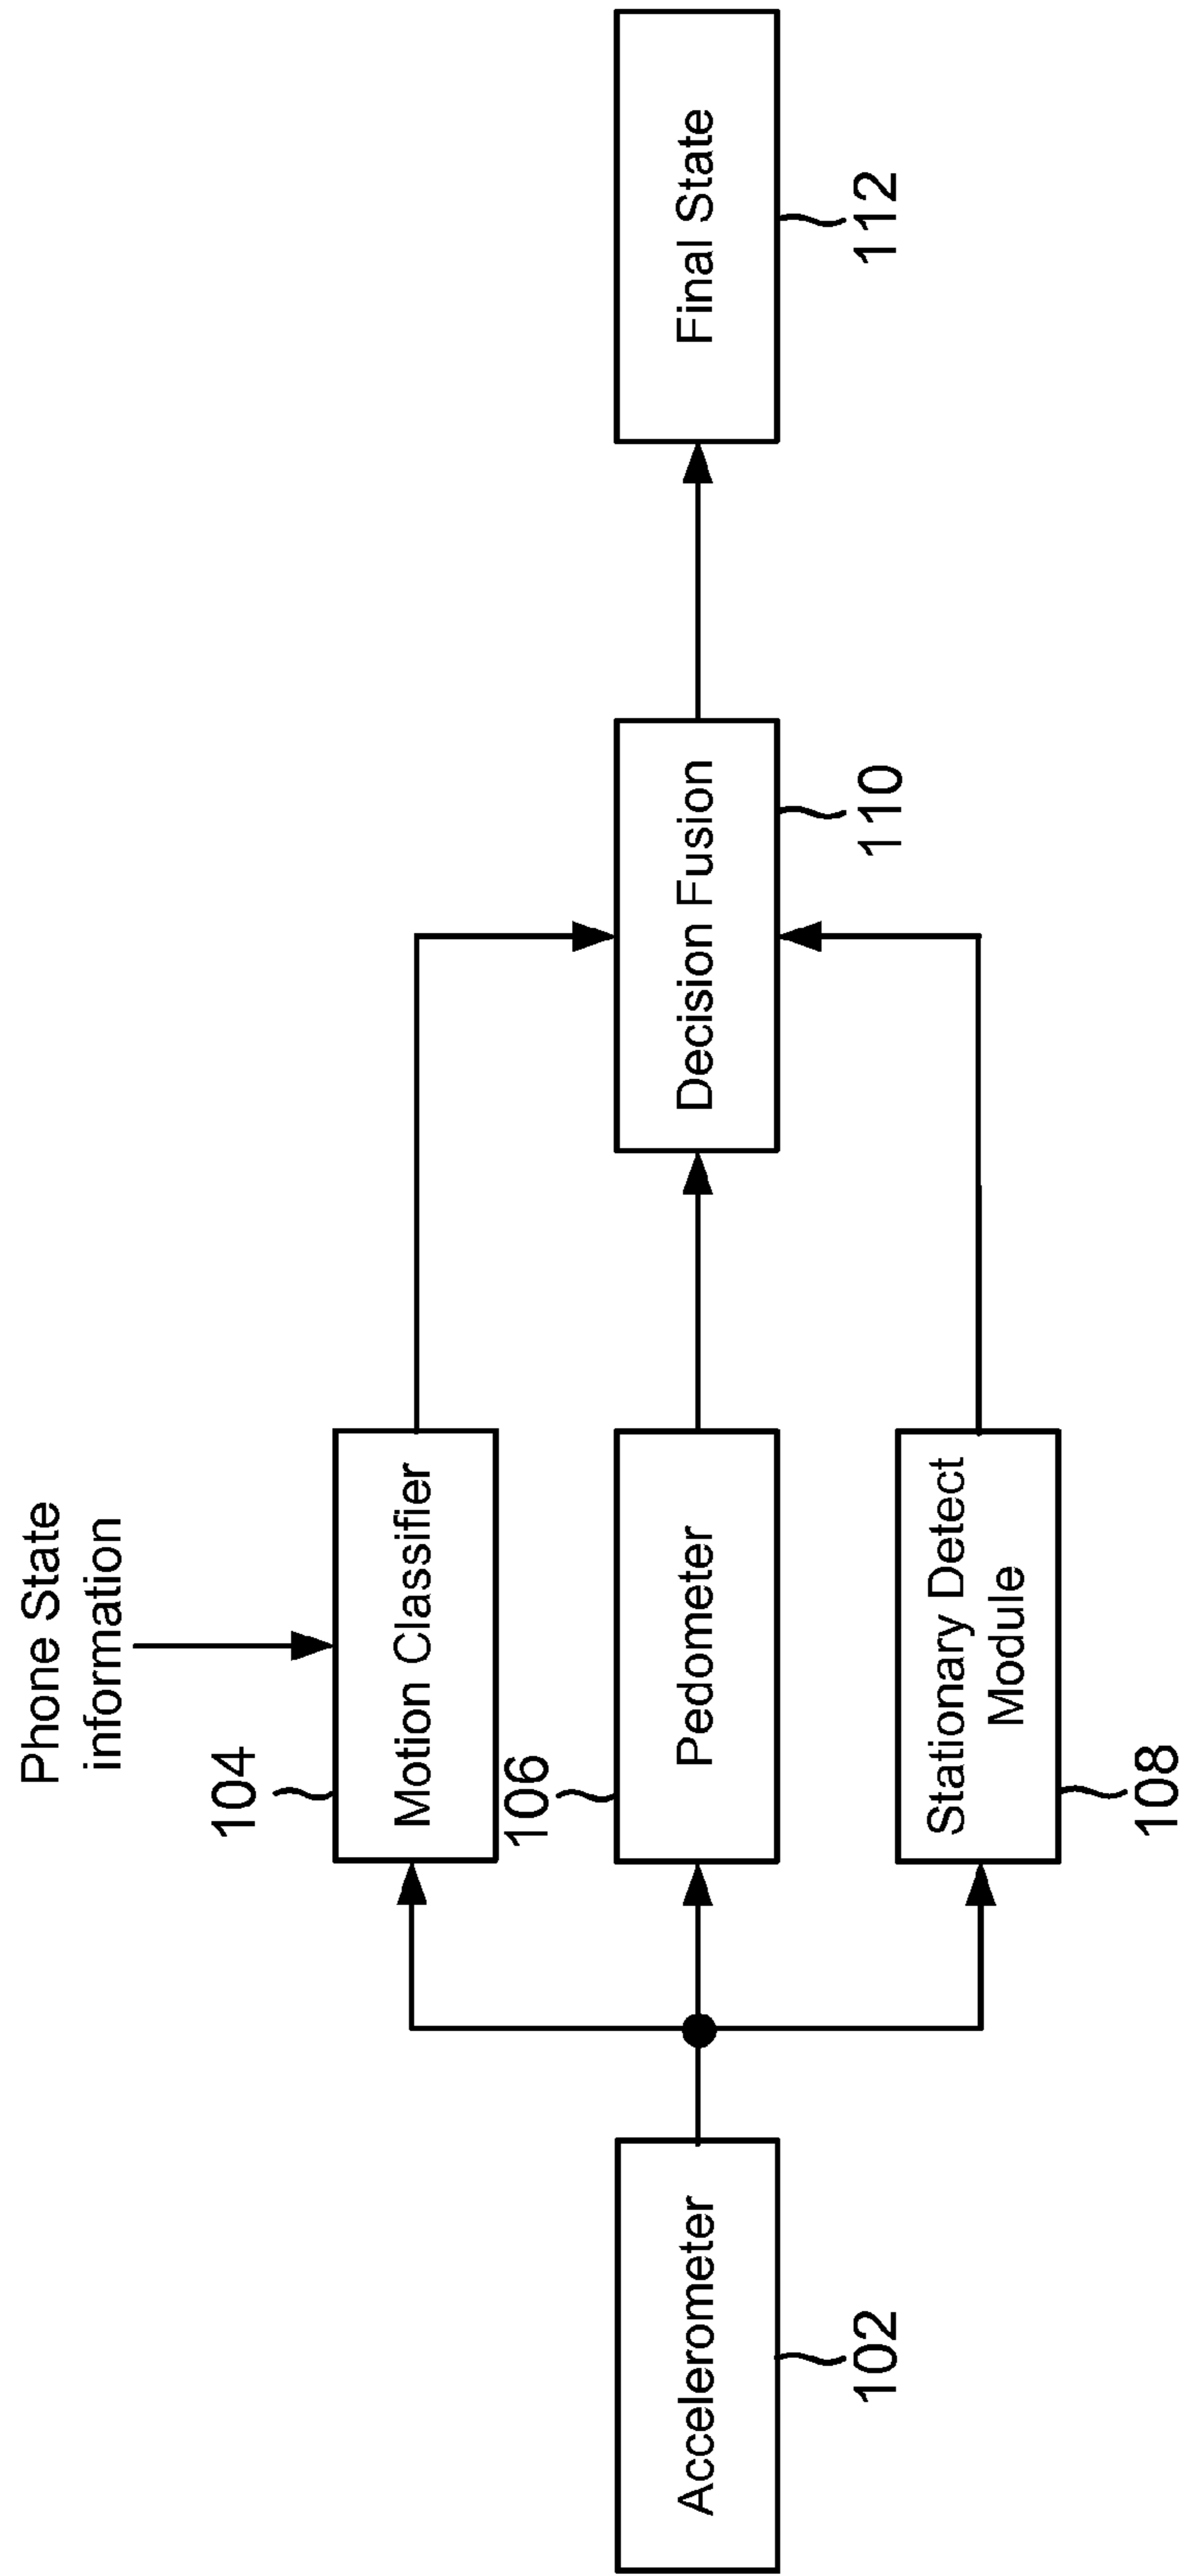 Phone State
information
104
Motion Classifier
106
Pedometer
Stationary Detect
Module
108
Accelerometer
102
Decision Fusion
110
Final State
112